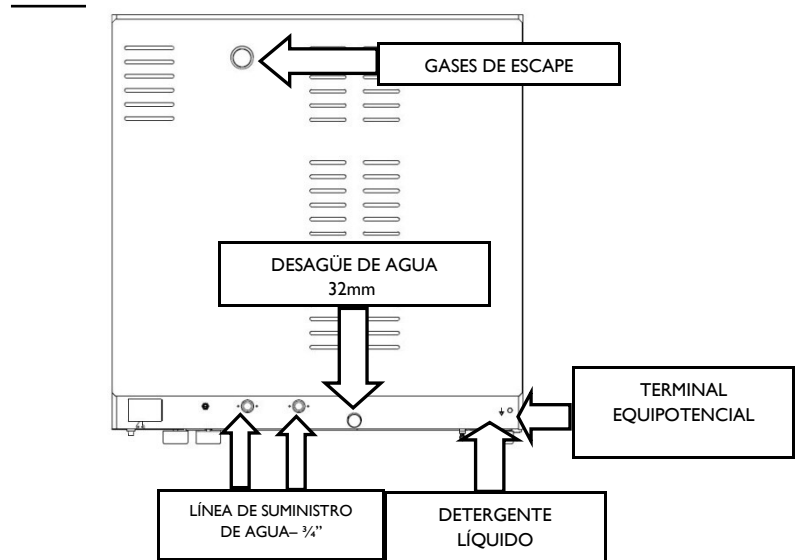 GASES DE ESCAPE
DESAGÜE DE AGUA
32mm
TERMINAL
EQUIPOTENCIAL
LÍNEA DE SUMINISTRO
DE AGUA– ¾”
DETERGENTE
LÍQUIDO